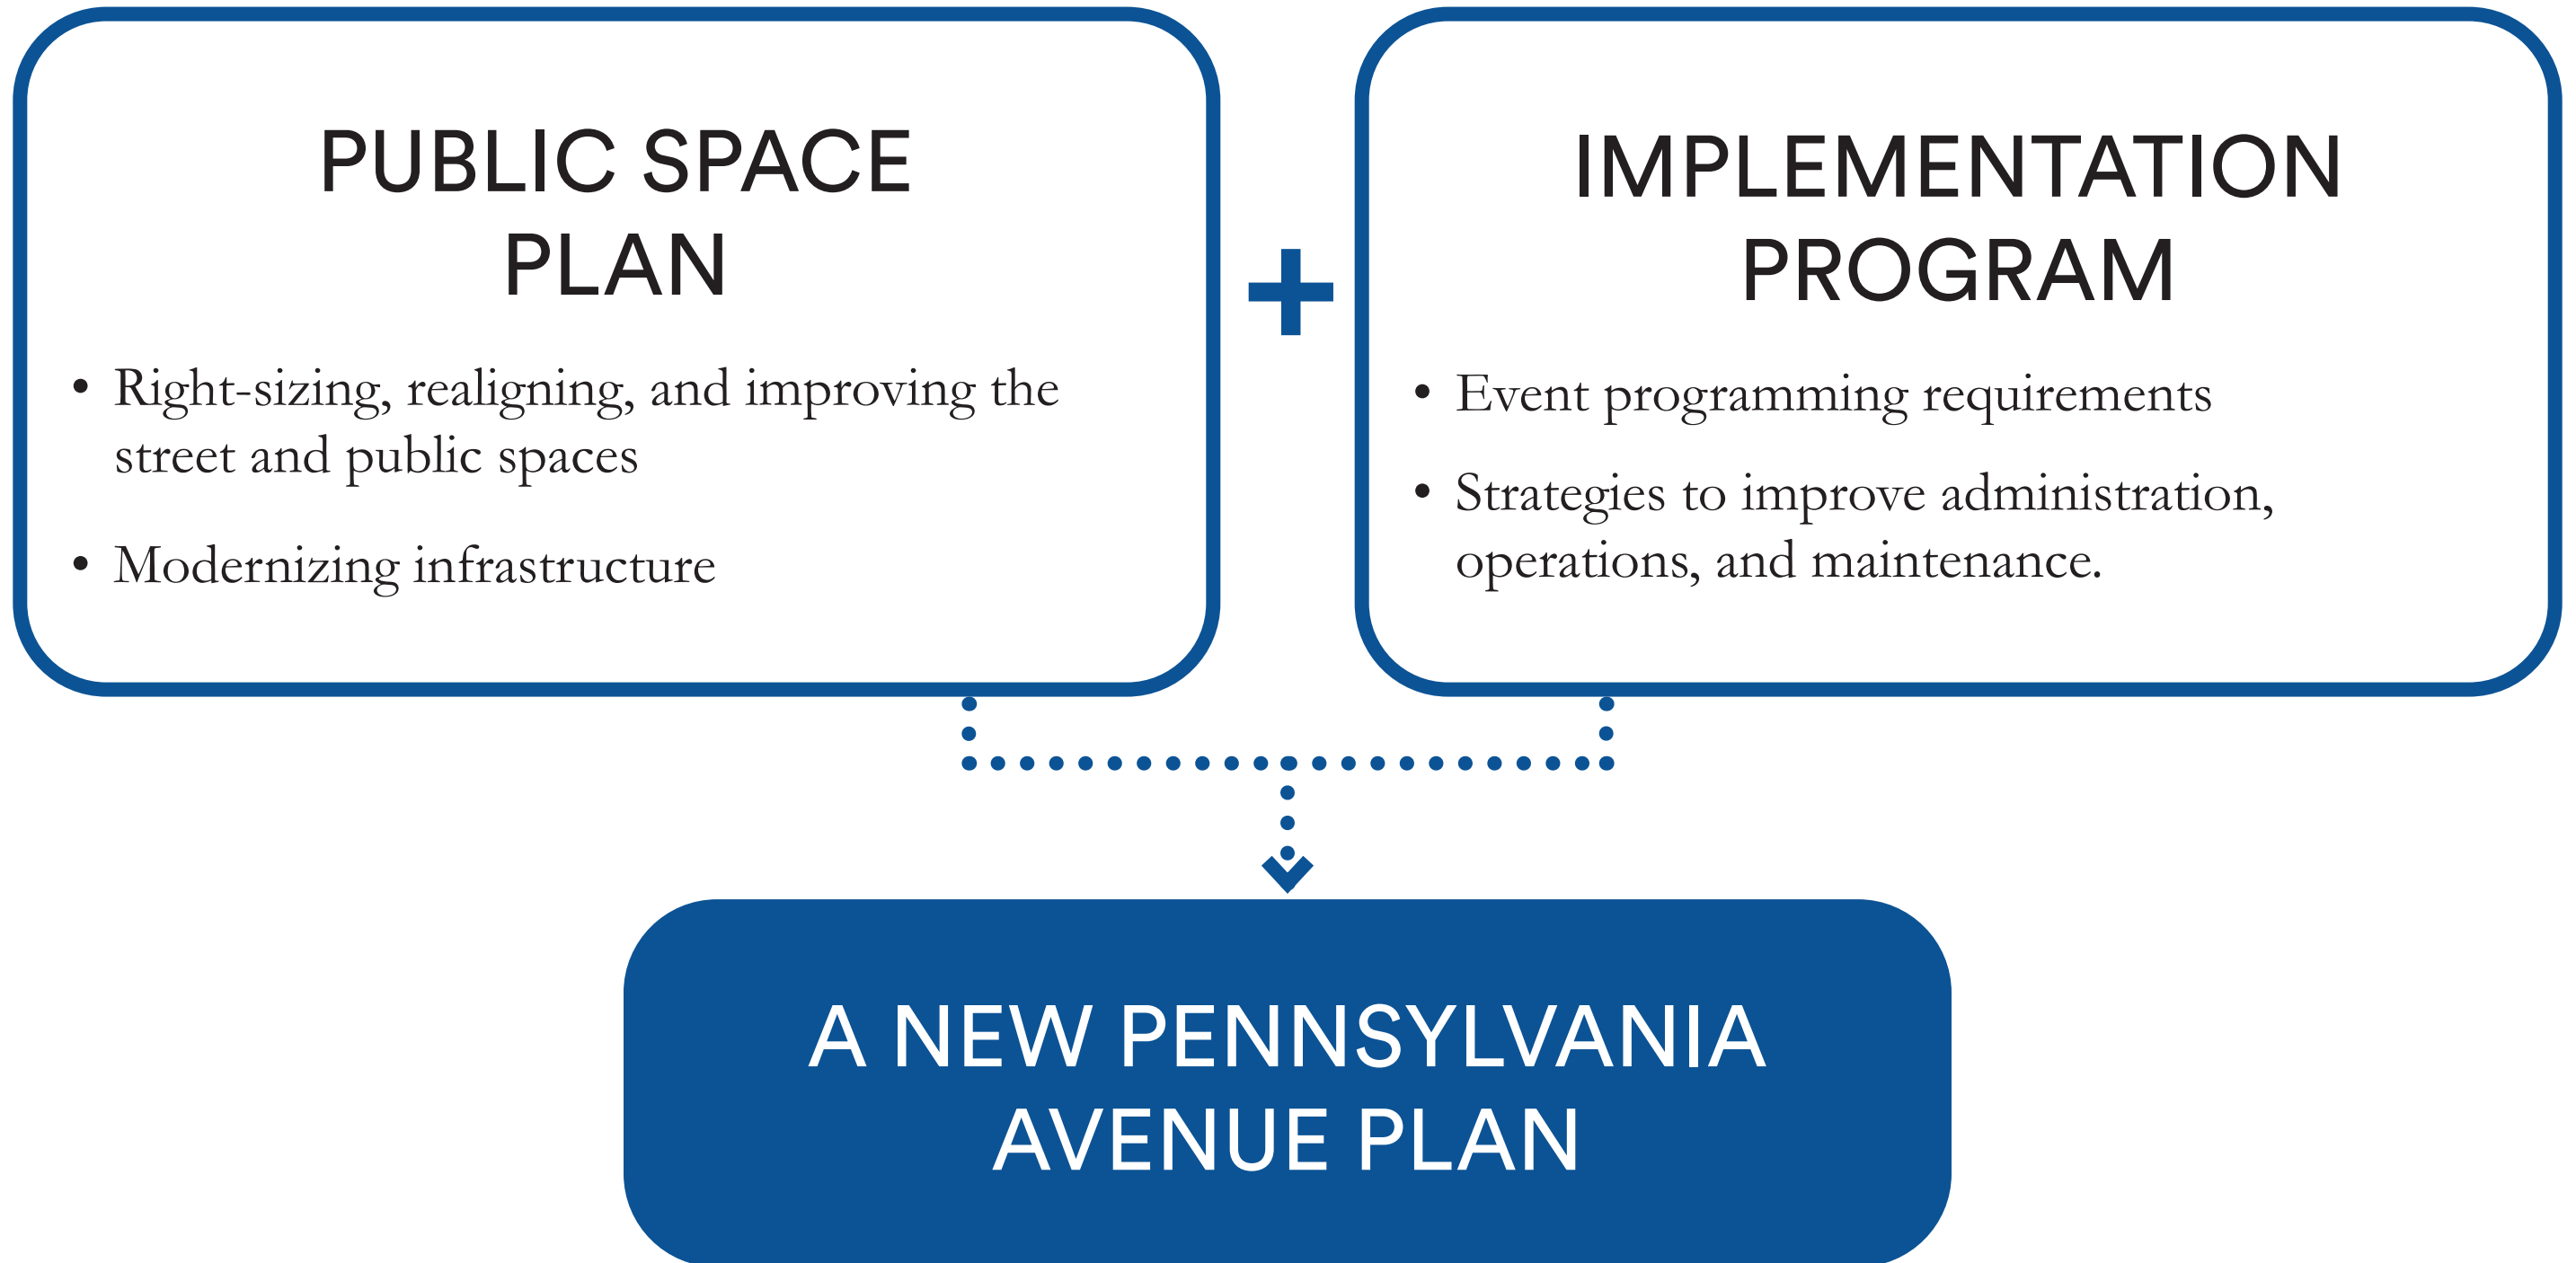 PUBLIC SPACE
PLAN
• Right-sizing, realigning, and improving the
street and public spaces
• Modernizing infrastructure
+
IMPLEMENTATION
PROGRAM
• Event programming requirements
• Strategies to improve administration,
operations, and maintenance.
A NEW PENNSYLVANIA
AVENUE PLAN